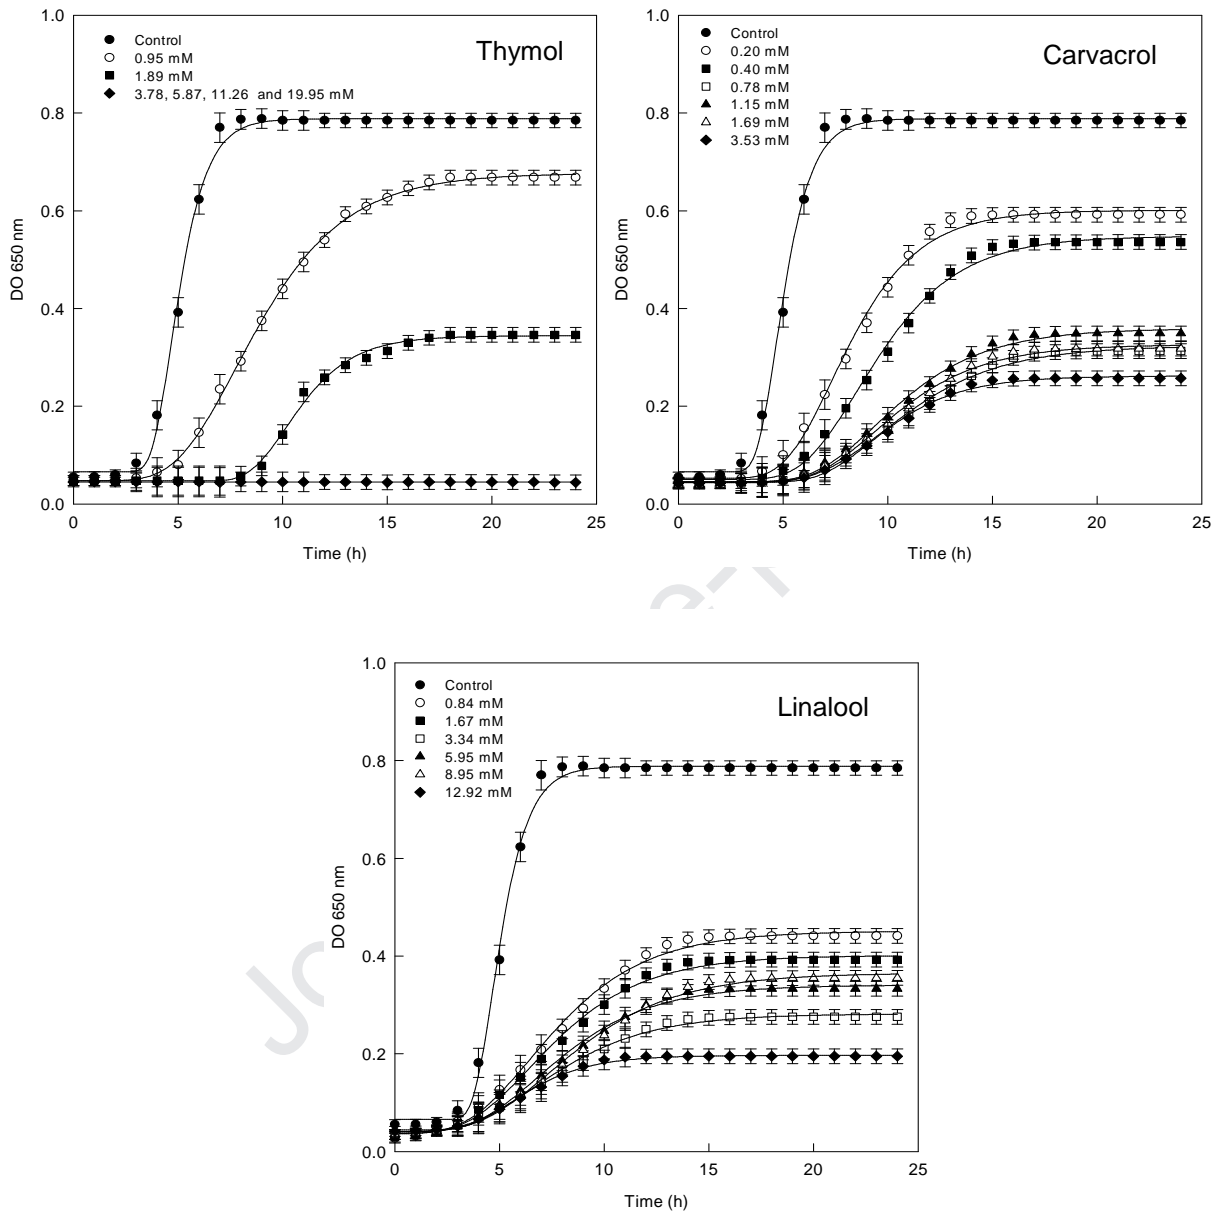 Thymol
Control
0.95 mM
1.89 mM
3.78, 5.87, 11.26 and 19.95 mM
1.0
0.8
0.6
0.4
0.2
0.0
DO 650 nm
0 5 10 15 20 25
Time (h)
Carvacrol
Control
0.20 mM
0.40 mM
0.78 mM
1.15 mM
1.69 mM
3.53 mM
1.0
0.8
0.6
0.4
0.2
0.0
DO 650 nm
0 5 10 15 20 25
Time (h)
Linalool
Control
0.84 mM
1.67 mM
3.34 mM
5.95 mM
8.95 mM
12.92 mM
1.0
0.8
0.6
0.4
0.2
0.0
DO 650 nm
0 5 10 15 20 25
Time (h)